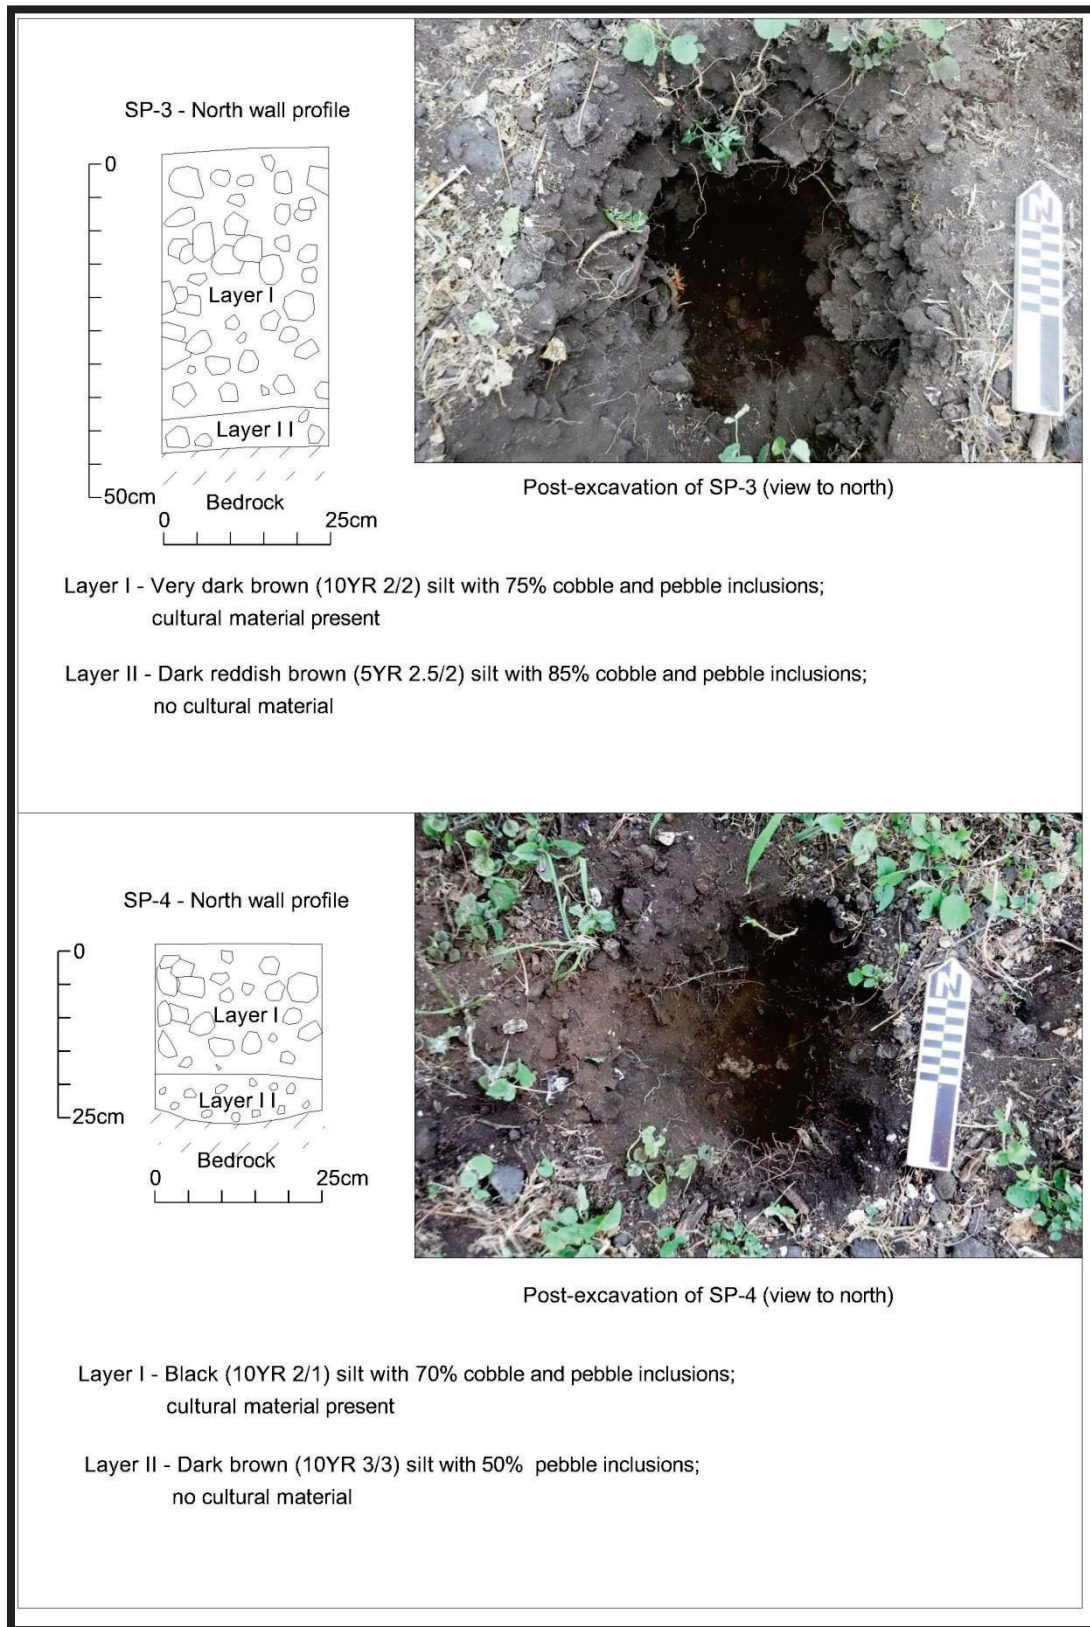 SP-3 - North wall profile
0
Layer I
Layer I I
50cm
Bedrock
0 25cm
N
Post-excavation of SP-3 (view to north)
Layer I - Very dark brown (10YR 2/2) silt with 75% cobble and pebble inclusions;
cultural material present
Layer II - Dark reddish brown (5YR 2.5/2) silt with 85% cobble and pebble inclusions;
no cultural material
SP-4 - North wall profile
0
Layer I
Layer I I
25cm
Bedrock
0 25cm
N
Post-excavation of SP-4 (view to north)
Layer I - Black (10YR 2/1) silt with 70% cobble and pebble inclusions;
cultural material present
Layer II - Dark brown (10YR 3/3) silt with 50% pebble inclusions;
no cultural material